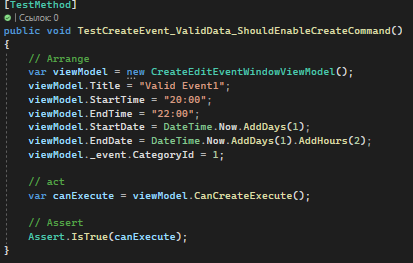 [TestMethod]
| Ссылок: 0
public void TestCreateEvent_ValidData_ShouldEnableCreateCommand()
{
// Arrange
var viewModel = new CreateEditEventWindowViewModel();
viewModel.Title = "Valid Event1";
viewModel.StartTime = "20:00";
viewModel.EndTime = "22:00";
viewModel.StartDate = DateTime.Now.AddDays(1);
viewModel.EndDate = DateTime.Now.AddDays(1).AddHours(2);
viewModel._event.CategoryId = 1;
// act
var canExecute = viewModel.CanCreateExecute();
// Assert
Assert.IsTrue(canExecute);
}